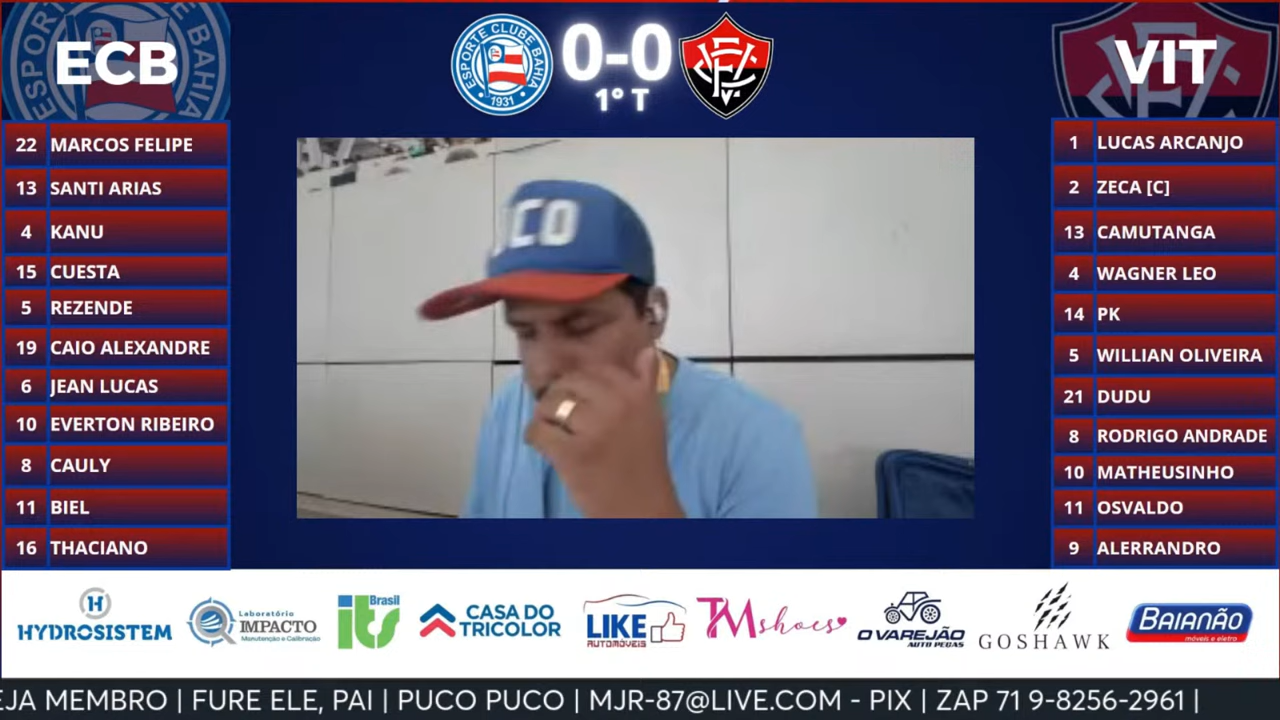 ECB
ESPORTE CLUBE BAHIA
1931
0-0
1º T
VIT
22 MARCOS FELIPE
13 SANTI ARIAS
4 KANU
15 CUESTA
5 REZENDE
19 CAIO ALEXANDRE
6 JEAN LUCAS
10 EVERTON RIBEIRO
8 CAULY
11 BIEL
16 THACIANO
1 LUCAS ARCANJO
2 ZECA [C]
13 CAMUTANGA
4 WAGNER LEO
14 PK
5 WILLIAN OLIVEIRA
21 DUDU
8 RODRIGO ANDRADE
10 MATHEUSINHO
11 OSVALDO
9 ALERRANDRO
HYDROSISTEM
Laboratório
IMPACTO
Manutenção e Calibração
its Brasil
CASA DO
TRICOLOR
LIKE
AUTOMÓVEIS
TM shoes
O VAREJÃO
AUTO PEÇAS
GOSHAWK
BAIANÃO
móveis e eletro
EJA MEMBRO | FURE ELE, PAI | PUCO PUCO | MJR-87@LIVE.COM - PIX | ZAP 71 9-8256-2961 |